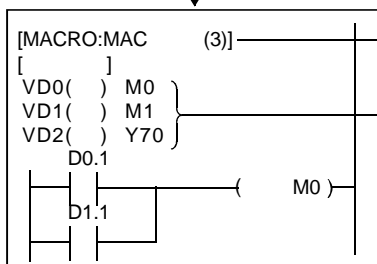 [MACRO:MAC (3)]
[ ]
VD0( ) M0
VD1( ) M1
VD2( ) Y70
D0.1
( M0 )
D1.1